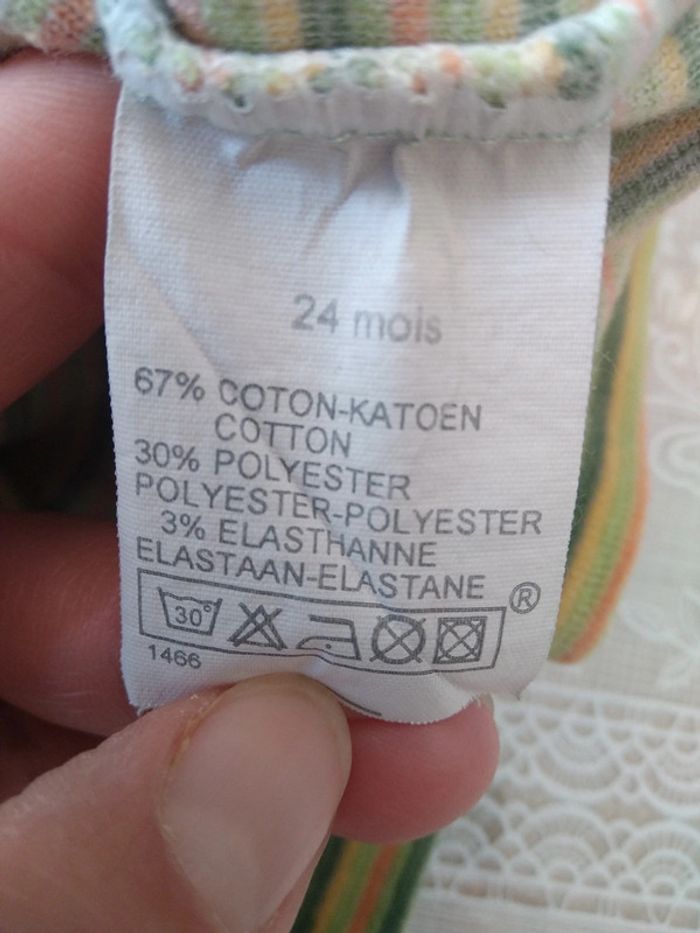 24 mois
67% COTON-KATOEN
COTTON
30% POLYESTER
POLYESTER-POLYESTER
3% ELASTHANNE
ELASTAAN-ELASTANE
30° ®
1466